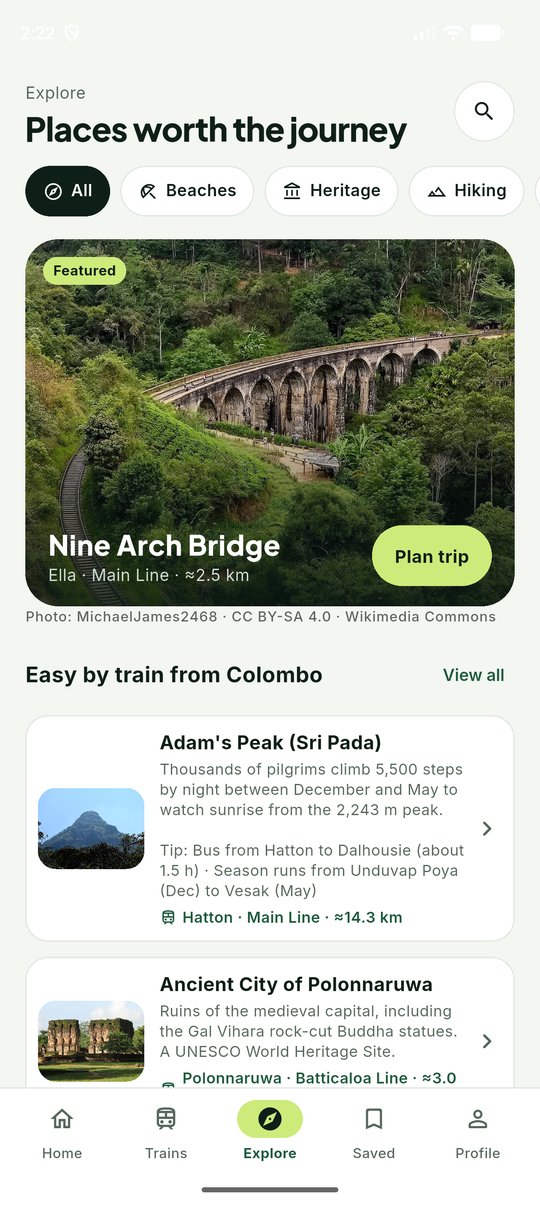 2:22
Explore
Places worth the journey
All
Beaches
Heritage
Hiking
Featured
Nine Arch Bridge
Ella · Main Line · ≈2.5 km
Plan trip
Photo: MichaelJames2468 · CC BY-SA 4.0 · Wikimedia Commons
Easy by train from Colombo
View all
Adam's Peak (Sri Pada)
Thousands of pilgrims climb 5,500 steps
by night between December and May to
watch sunrise from the 2,243 m peak.
Tip: Bus from Hatton to Dalhousie (about
1.5 h) · Season runs from Unduvap Poya
(Dec) to Vesak (May)
Hatton · Main Line · ≈14.3 km
Ancient City of Polonnaruwa
Ruins of the medieval capital, including
the Gal Vihara rock-cut Buddha statues.
A UNESCO World Heritage Site.
Polonnaruwa · Batticaloa Line · ≈3.0
Home
Trains
Explore
Saved
Profile